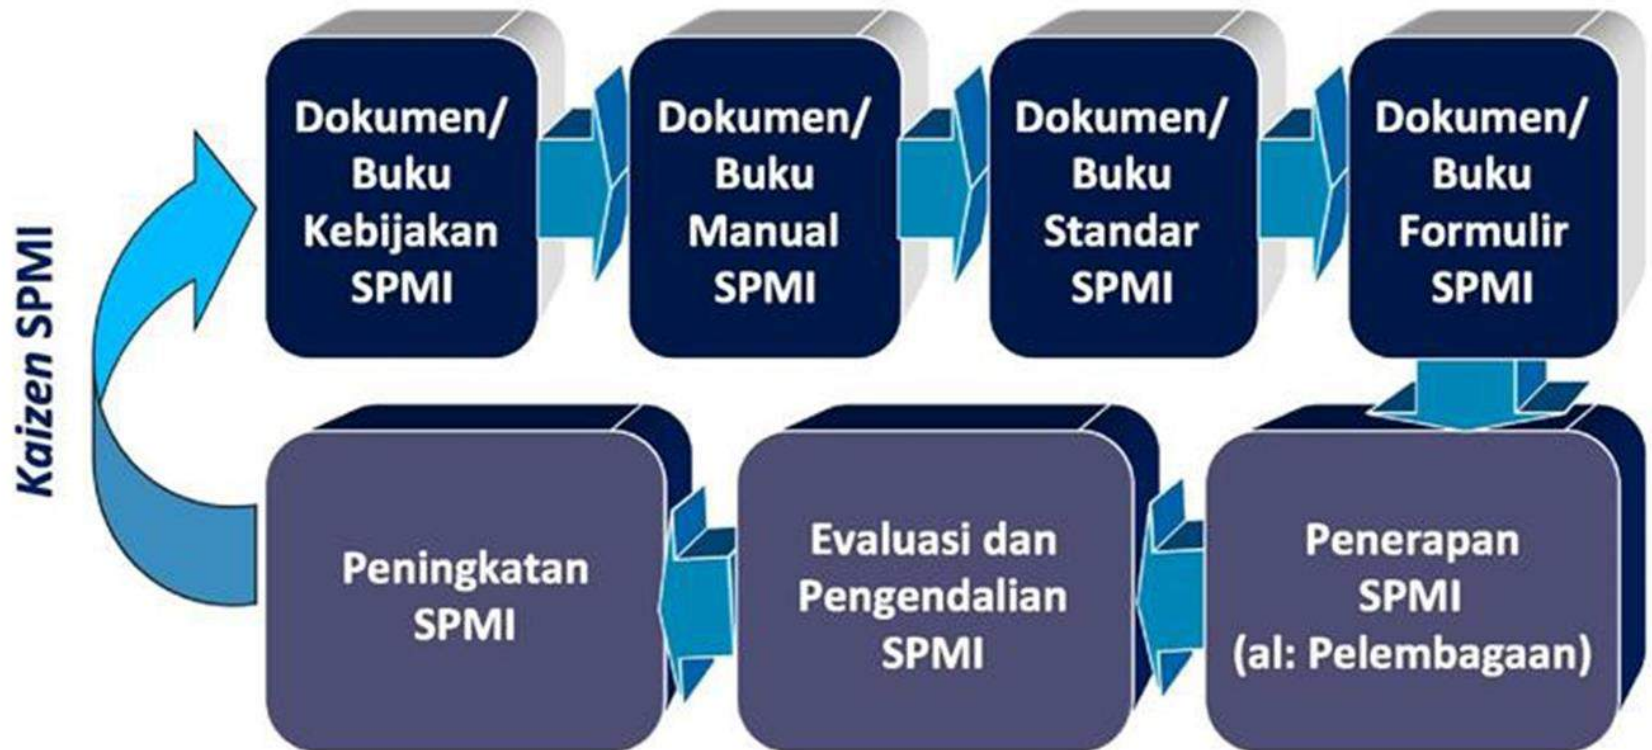 Kaizen SPMI
Dokumen/
Buku
Kebijakan
SPMI
Dokumen/
Buku
Manual
SPMI
Dokumen/
Buku
Standar
SPMI
Dokumen/
Buku
Formulir
SPMI
Penerapan
SPMI
(al: Pelembagaan)
Evaluasi dan
Pengendalian
SPMI
Peningkatan
SPMI